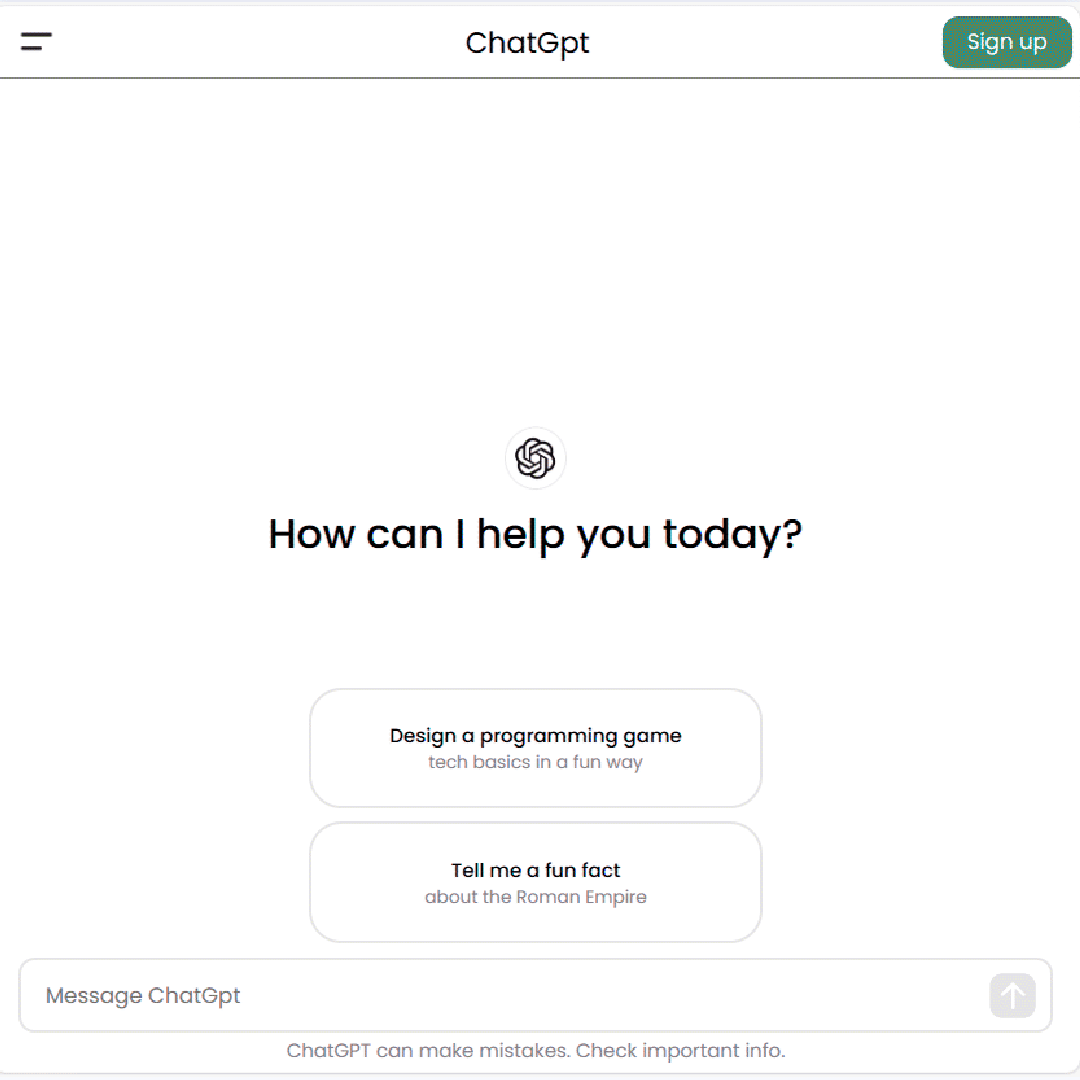 ChatGpt
Sign up
How can I help you today?
Design a programming game
tech basics in a fun way
Tell me a fun fact
about the Roman Empire
Message ChatGpt
ChatGPT can make mistakes. Check important info.